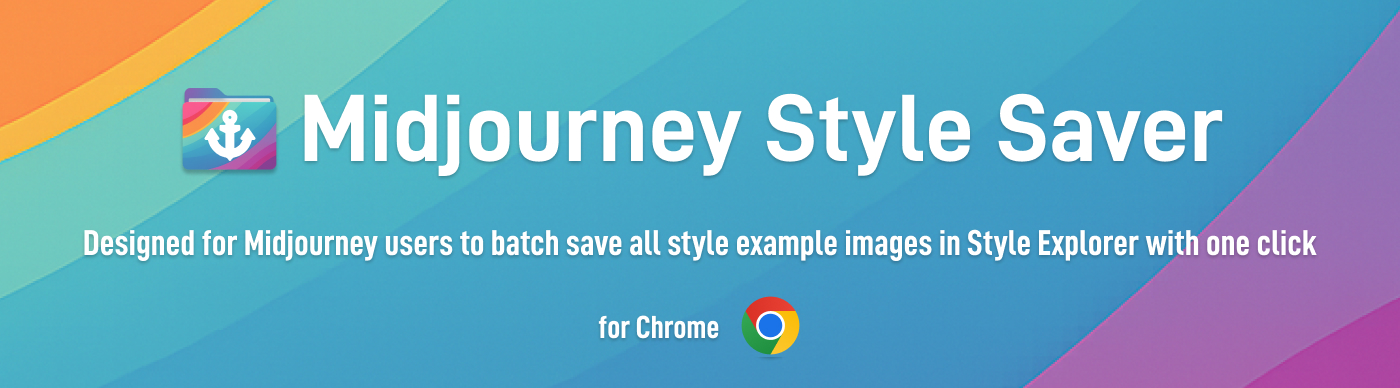 Midjourney Style Saver
Designed for Midjourney users to batch save all style example images in Style Explorer with one click
for Chrome